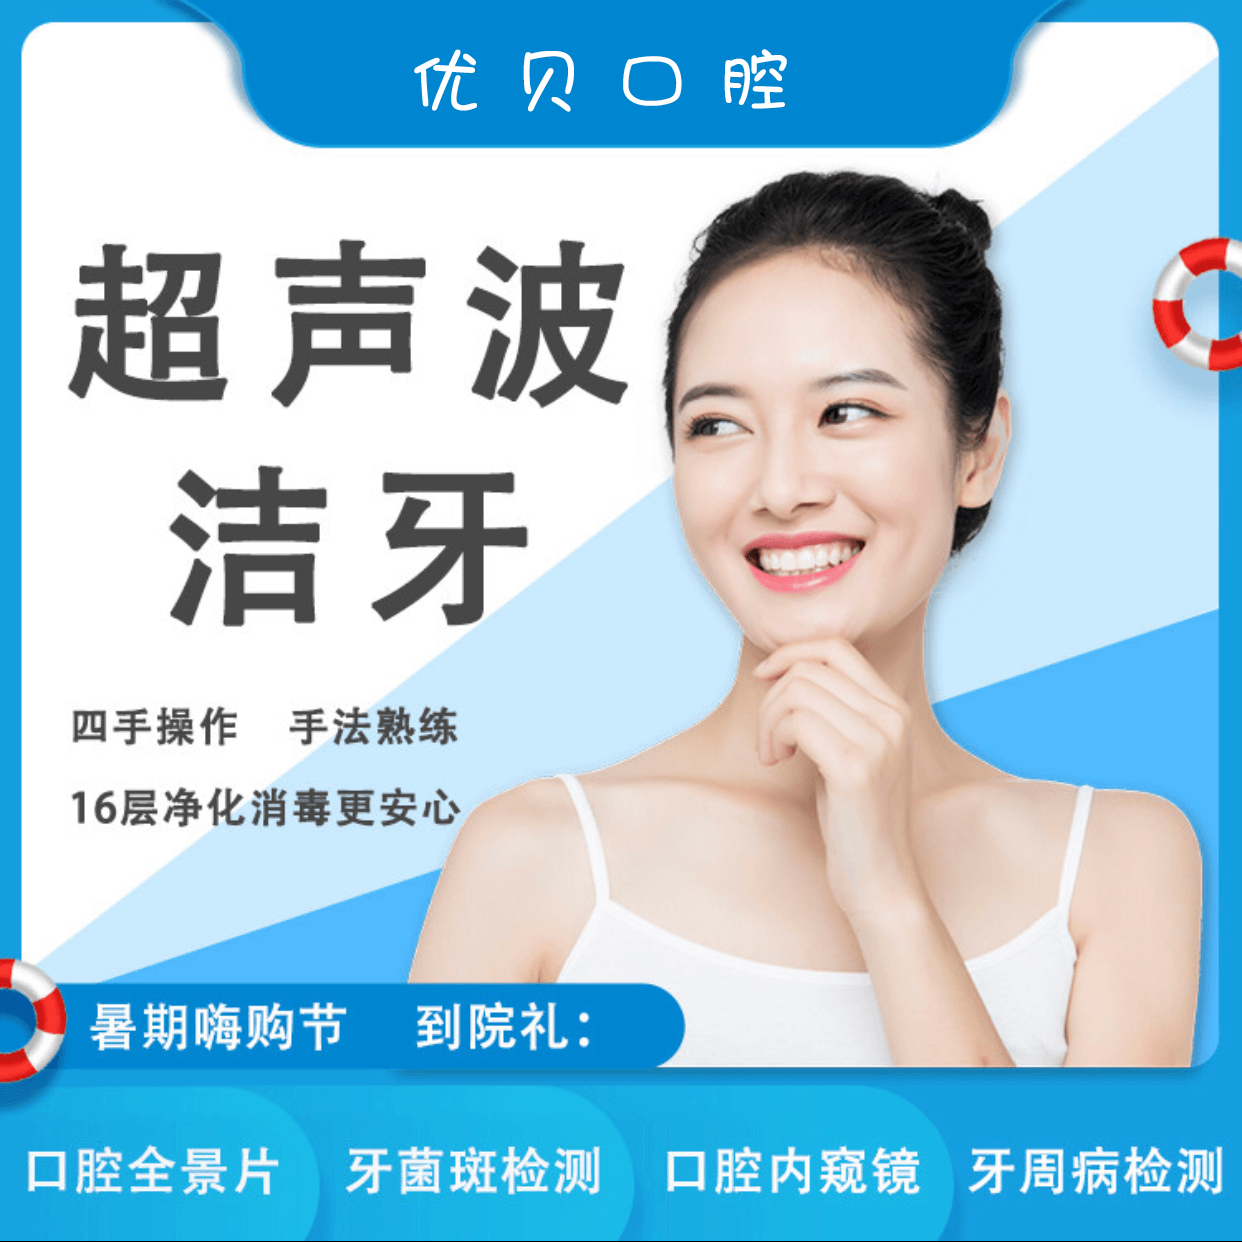 优贝口腔
超声波
洁牙
四手操作 手法熟练
16层净化消毒更安心
暑期嗨购节 到院礼：
口腔全景片 牙菌斑检测 口腔内窥镜 牙周病检测